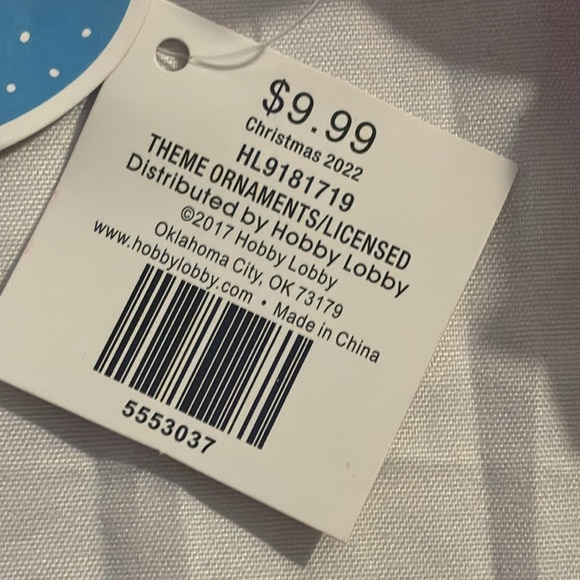 $9.99
Christmas 2022
HL9181719
THEME ORNAMENTS/LICENSED
Distributed by Hobby Lobby
©2017 Hobby Lobby
Oklahoma City, OK 73179
www.hobbylobby.com • Made in China
5553037